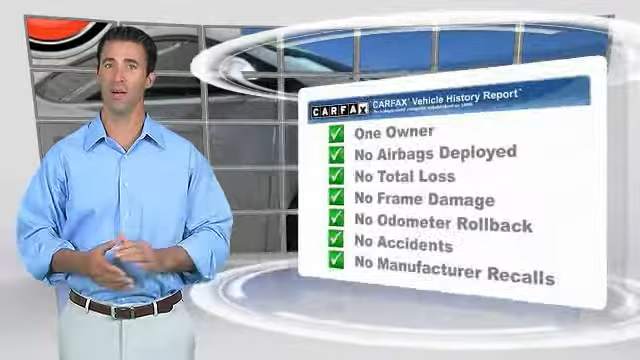 CARFAX CARFAX Vehicle History Report™
One Owner
No Airbags Deployed
No Total Loss
No Frame Damage
No Odometer Rollback
No Accidents
No Manufacturer Recalls